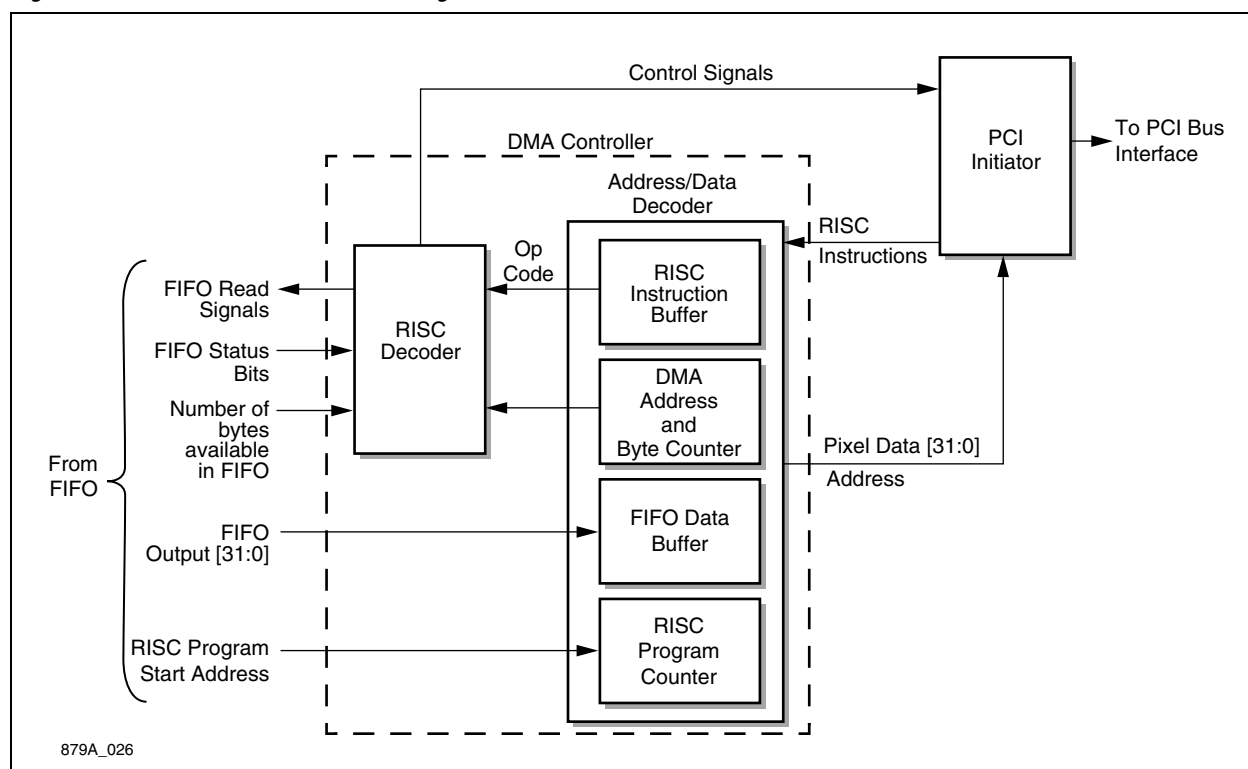 Control Signals
PCI
Initiator
To PCI Bus
Interface
DMA Controller
Address/Data
Decoder
RISC
Instructions
Op
Code
RISC
Instruction
Buffer
FIFO Read
Signals
RISC
Decoder
FIFO Status
Bits
DMA
Address
and
Byte Counter
Number of
bytes
available
in FIFO
Pixel Data [31:0]
Address
From
FIFO
FIFO
Output [31:0]
FIFO Data
Buffer
RISC Program
Start Address
RISC
Program
Counter
879A_026